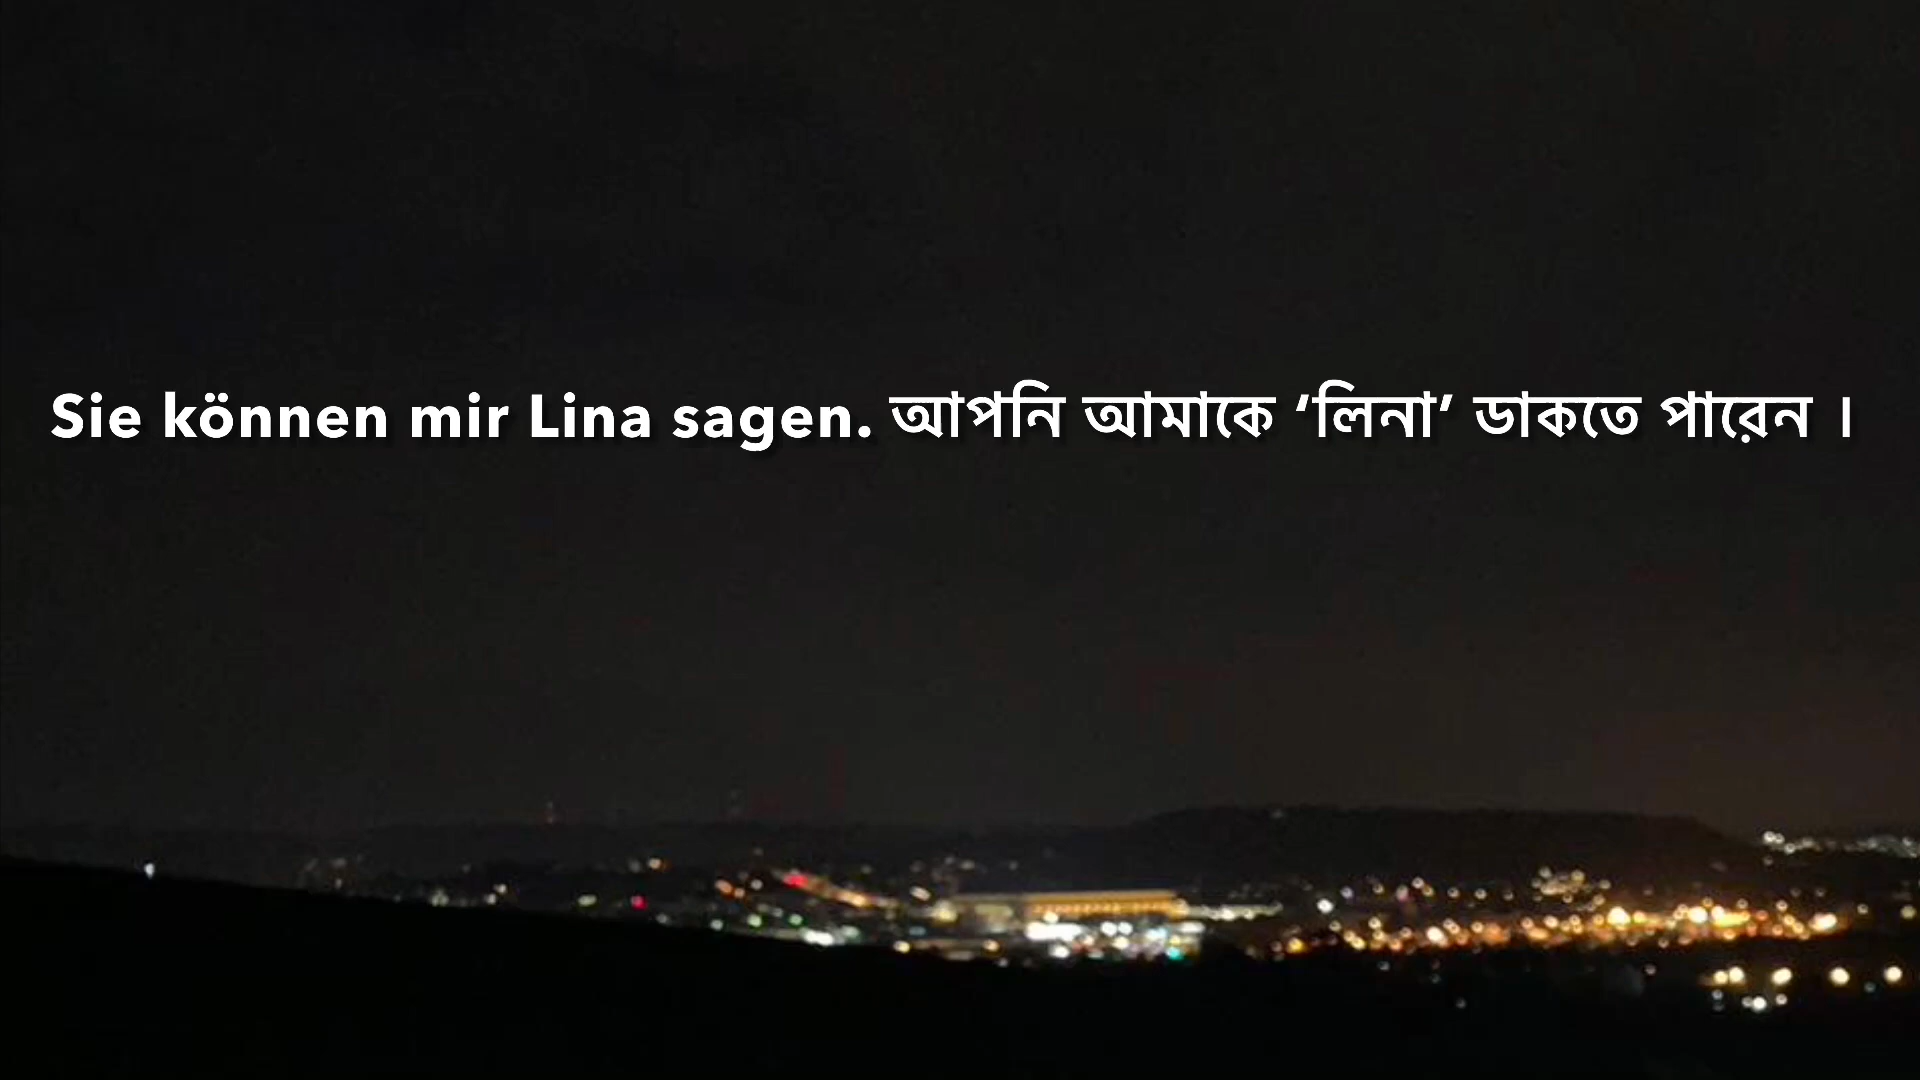 Sie können mir Lina sagen. আপনি আমাকে ‘লিনা’ ডাকতে পারেন ।